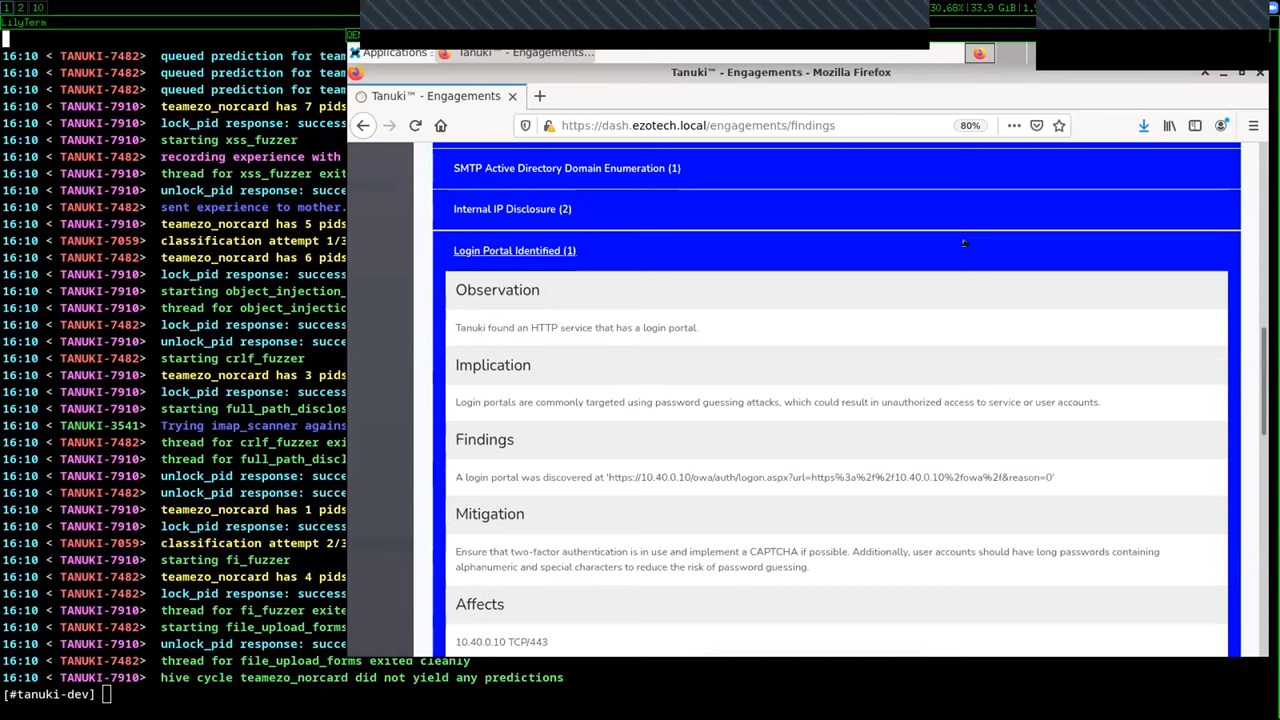 1 2 10
30.68%|33.9 GiB|1.9
LilyTerm
Applications
Tanuki™ - Engagements...
Tanuki™ - Engagements - Mozilla Firefox
Tanuki™ - Engagements
https://dash.ezotech.local/engagements/findings
80%
SMTP Active Directory Domain Enumeration (1)
Internal IP Disclosure (2)
Login Portal Identified (1)
Observation
Tanuki found an HTTP service that has a login portal.
Implication
Login portals are commonly targeted using password guessing attacks, which could result in unauthorized access to service or user accounts.
Findings
A login portal was discovered at 'https://10.40.0.10/owa/auth/logon.aspx?url=https%3a%2f%2f10.40.0.10%2fowa%2f&reason=0'
Mitigation
Ensure that two-factor authentication is in use and implement a CAPTCHA if possible. Additionally, user accounts should have long passwords containing
alphanumeric and special characters to reduce the risk of password guessing.
Affects
10.40.0.10 TCP/443
16:10 < TANUKI-7482> queued prediction for team
16:10 < TANUKI-7482> queued prediction for team
16:10 < TANUKI-7482> queued prediction for team
16:10 < TANUKI-7910> teamezo_norcard has 7 pids
16:10 < TANUKI-7910> lock_pid response: success
16:10 < TANUKI-7910> starting xss_fuzzer
16:10 < TANUKI-7482> recording experience with
16:10 < TANUKI-7910> thread for xss_fuzzer exit
16:10 < TANUKI-7910> unlock_pid response: succe
16:10 < TANUKI-7482> sent experience to mother.
16:10 < TANUKI-7910> teamezo_norcard has 5 pids
16:10 < TANUKI-7059> classification attempt 1/3
16:10 < TANUKI-7482> teamezo_norcard has 6 pids
16:10 < TANUKI-7910> lock_pid response: success
16:10 < TANUKI-7910> starting object_injection_
16:10 < TANUKI-7910> thread for object_injectio
16:10 < TANUKI-7482> lock_pid response: success
16:10 < TANUKI-7910> unlock_pid response: succe
16:10 < TANUKI-7482> starting crlf_fuzzer
16:10 < TANUKI-7910> teamezo_norcard has 3 pids
16:10 < TANUKI-7910> lock_pid response: success
16:10 < TANUKI-7910> starting full_path_disclos
16:10 < TANUKI-3541> Trying imap_scanner agains
16:10 < TANUKI-7482> thread for crlf_fuzzer exi
16:10 < TANUKI-7910> thread for full_path_discl
16:10 < TANUKI-7910> unlock_pid response: succe
16:10 < TANUKI-7482> unlock_pid response: succe
16:10 < TANUKI-7910> teamezo_norcard has 1 pids
16:10 < TANUKI-7910> lock_pid response: success
16:10 < TANUKI-7059> classification attempt 2/3
16:10 < TANUKI-7910> starting fi_fuzzer
16:10 < TANUKI-7482> teamezo_norcard has 4 pids
16:10 < TANUKI-7482> lock_pid response: success
16:10 < TANUKI-7910> thread for fi_fuzzer exite
16:10 < TANUKI-7482> starting file_upload_forms
16:10 < TANUKI-7910> unlock_pid response: succe
16:10 < TANUKI-7482> thread for file_upload_forms exited cleanly
16:10 < TANUKI-7910> hive cycle teamezo_norcard did not yield any predictions
[#tanuki-dev]